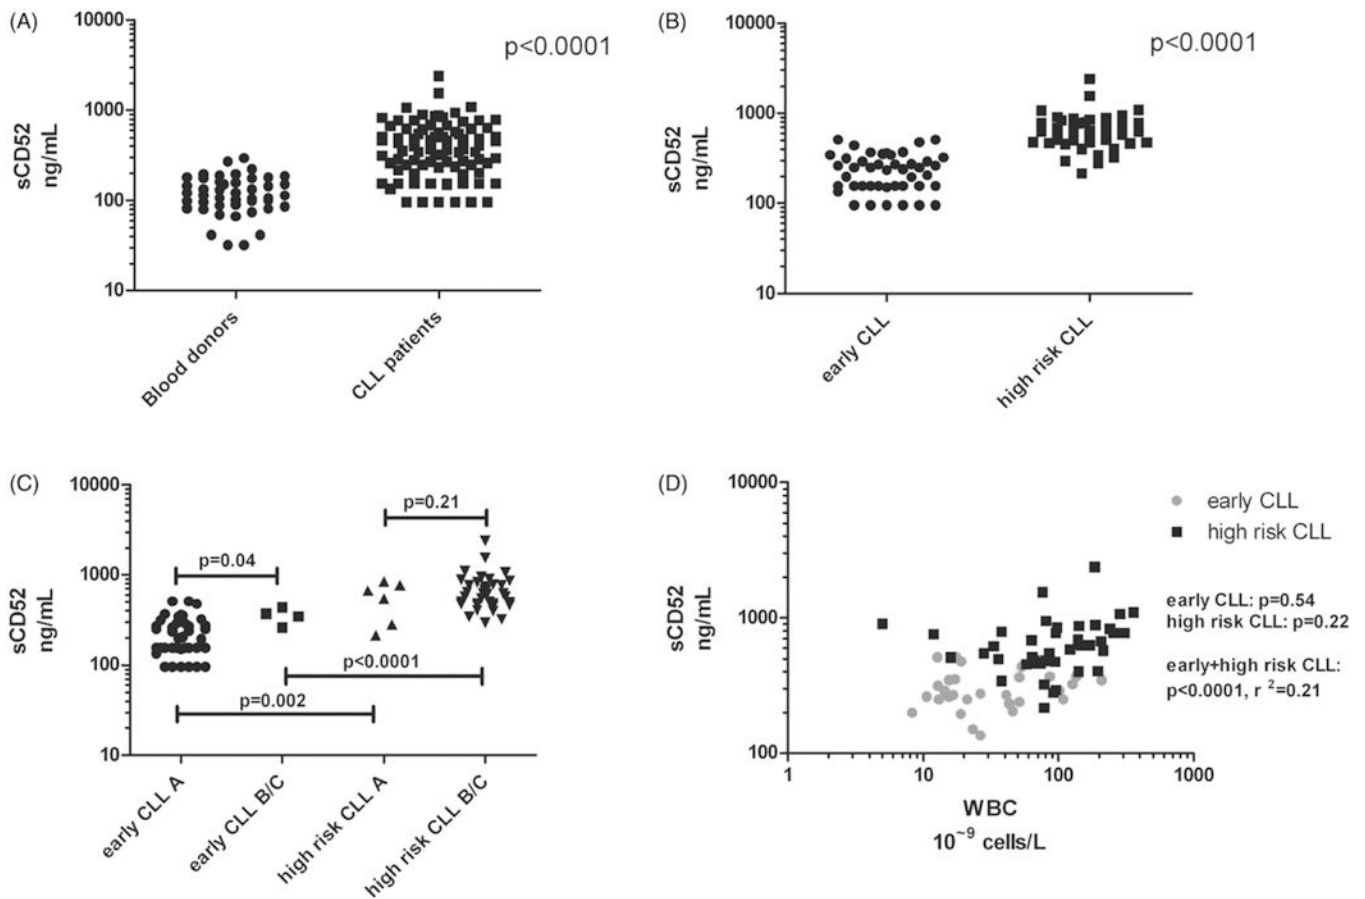 (A)
10000
1000
100
10
sCD52
ng/mL
p<0.0001
Blood donors
CLL patients
(B)
10000
1000
100
10
sCD52
ng/mL
p<0.0001
early CLL
high risk CLL
(C)
10000
1000
100
10
sCD52
ng/mL
p=0.21
p=0.04
p<0.0001
p=0.002
early CLL A
early CLL B/C
high risk CLL A
high risk CLL B/C
(D)
10000
1000
100
sCD52
ng/mL
1
10
100
1000
WBC
10~9 cells/L
early CLL
high risk CLL
early CLL: p=0.54
high risk CLL: p=0.22
early+high risk CLL:
p<0.0001, r 2=0.21